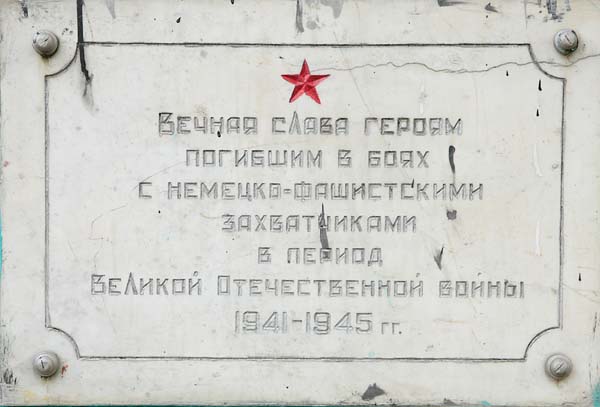 Вечная слава героям
погибшим в боях
с немецко-фашистскими
захватчиками
в период
Великой Отечественной войны
1941-1945 гг.